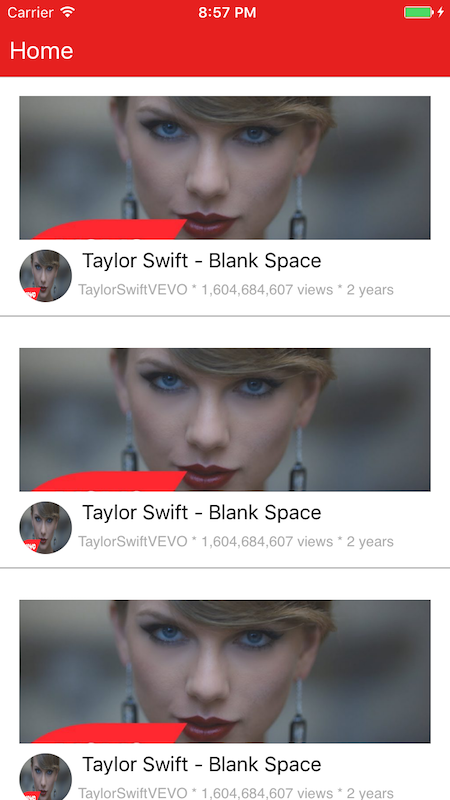 Carrier 8:57 PM
Home
Taylor Swift - Blank Space
TaylorSwiftVEVO * 1,604,684,607 views * 2 years
Taylor Swift - Blank Space
TaylorSwiftVEVO * 1,604,684,607 views * 2 years
Taylor Swift - Blank Space
TaylorSwiftVEVO * 1,604,684,607 views * 2 years